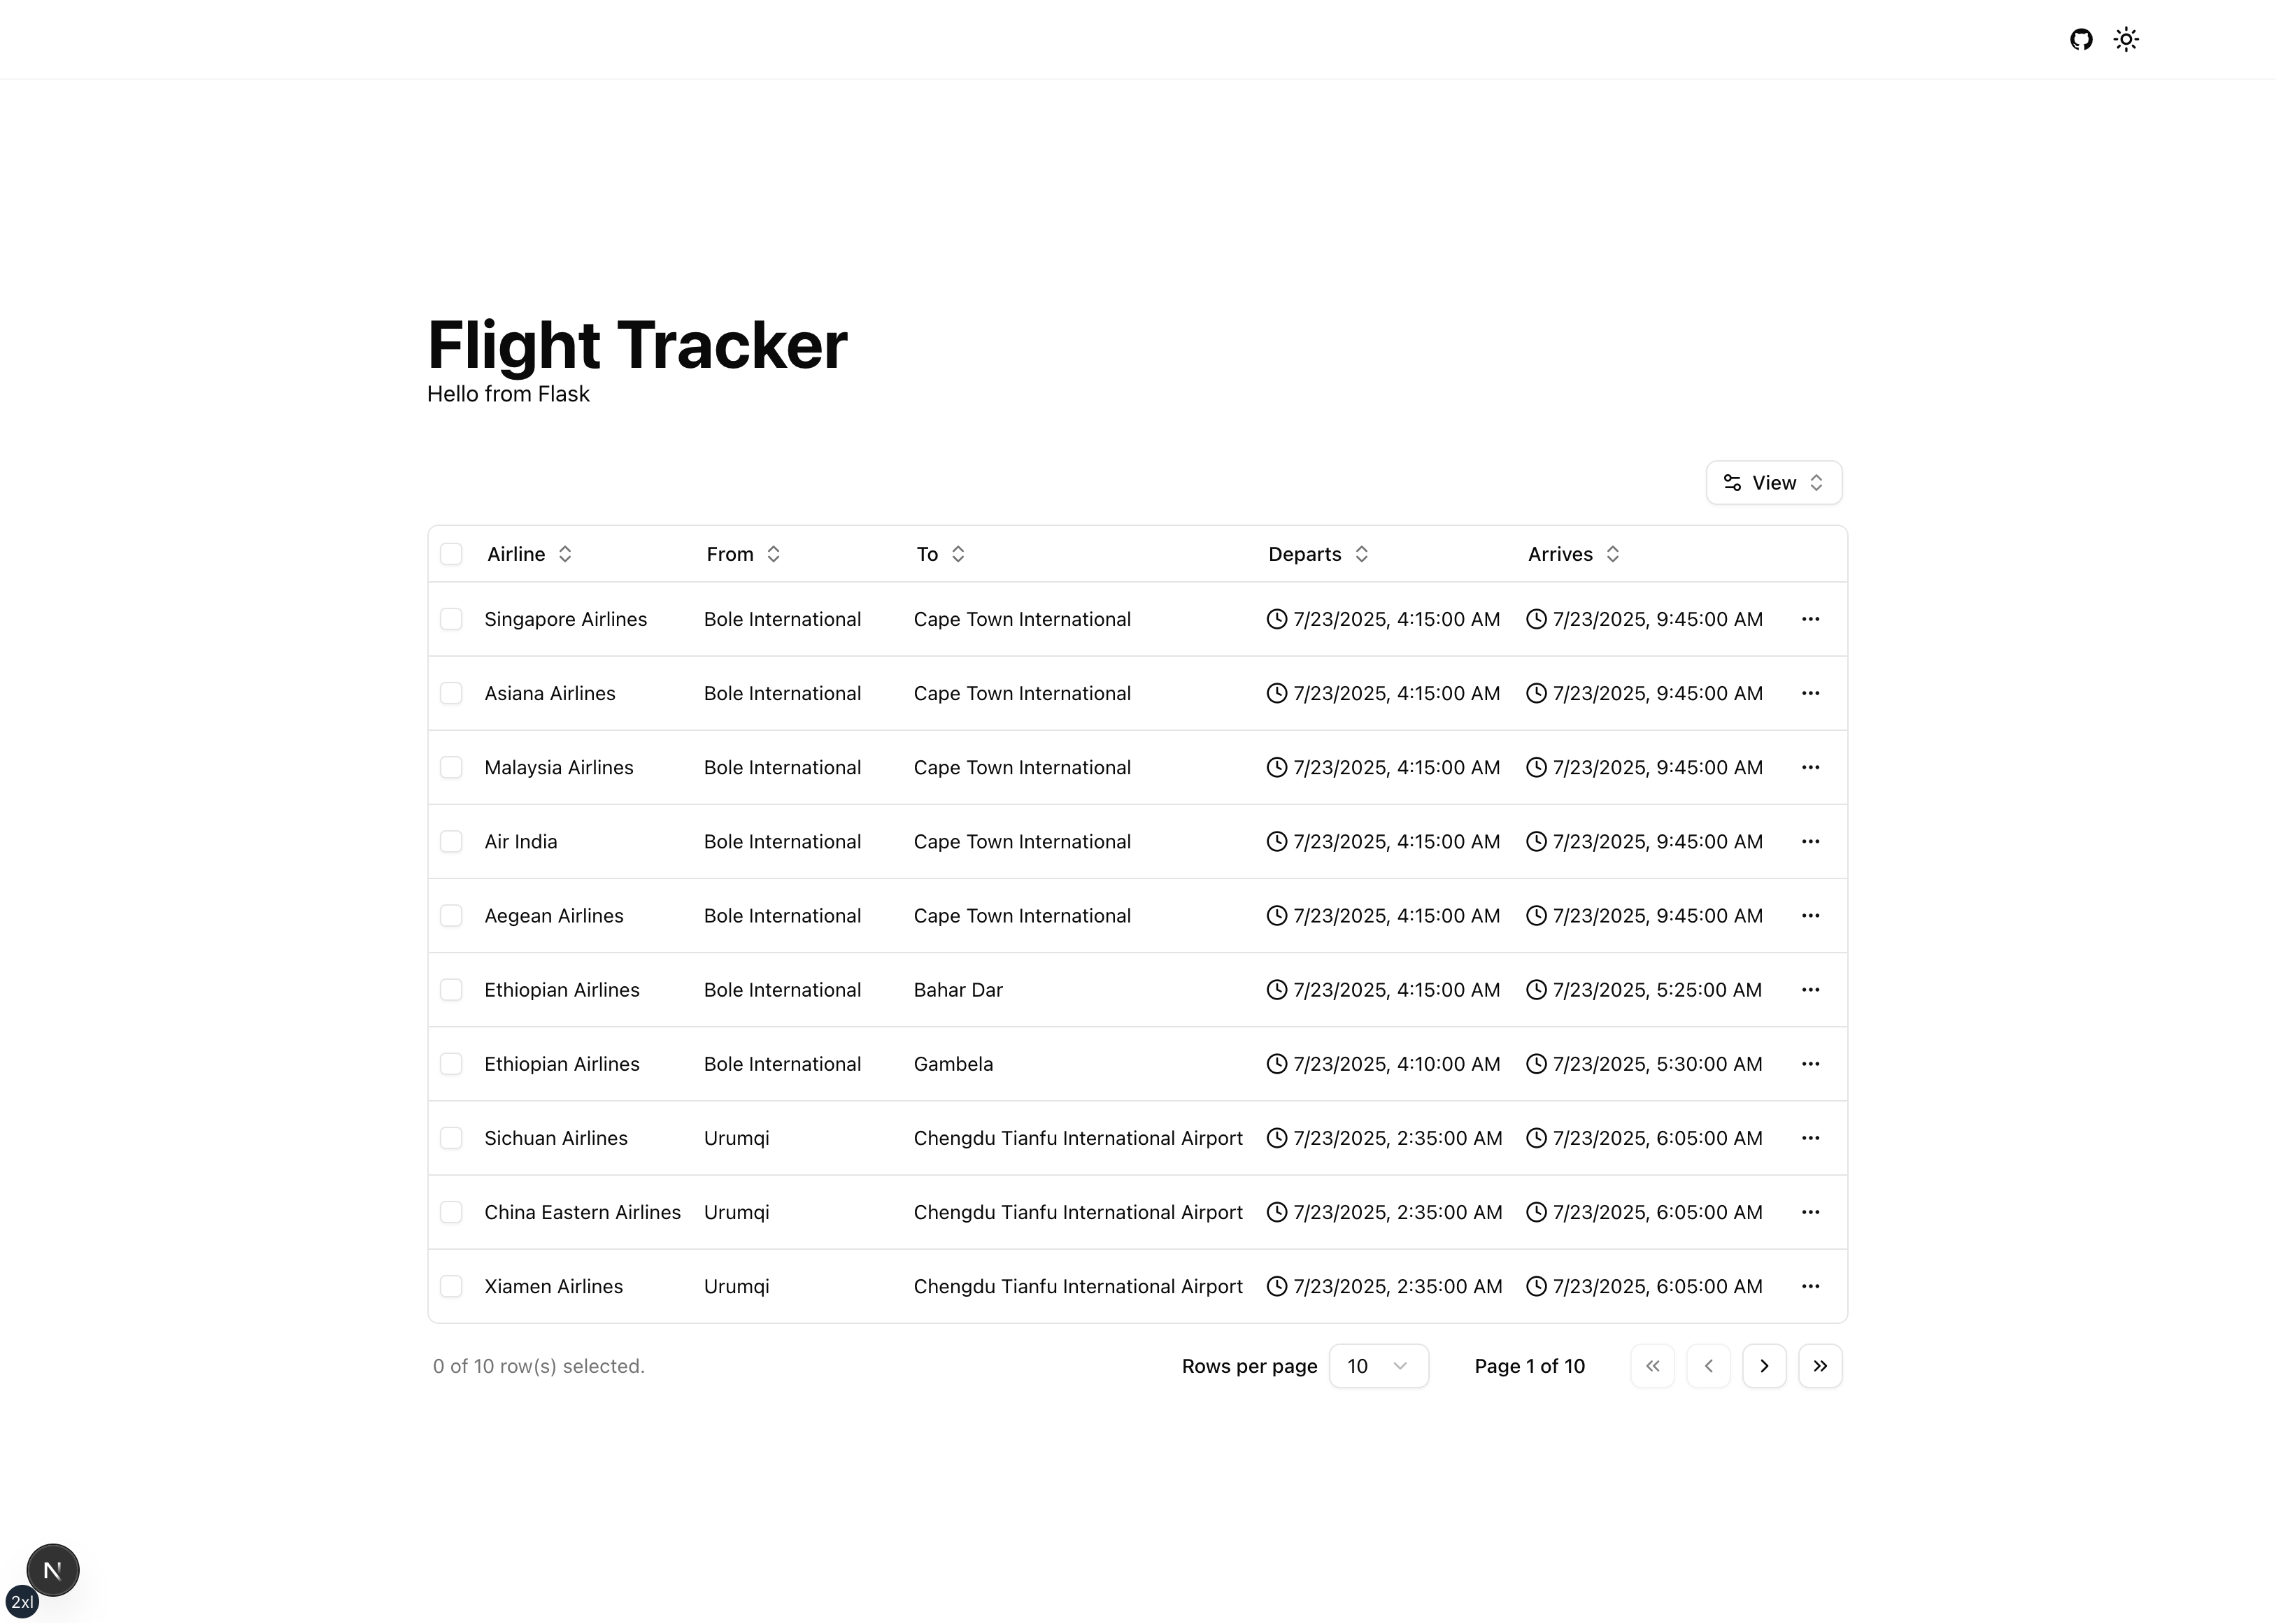 Flight Tracker
Hello from Flask
View
Airline From To Departs Arrives
Singapore Airlines Bole International Cape Town International 7/23/2025, 4:15:00 AM 7/23/2025, 9:45:00 AM
Asiana Airlines Bole International Cape Town International 7/23/2025, 4:15:00 AM 7/23/2025, 9:45:00 AM
Malaysia Airlines Bole International Cape Town International 7/23/2025, 4:15:00 AM 7/23/2025, 9:45:00 AM
Air India Bole International Cape Town International 7/23/2025, 4:15:00 AM 7/23/2025, 9:45:00 AM
Aegean Airlines Bole International Cape Town International 7/23/2025, 4:15:00 AM 7/23/2025, 9:45:00 AM
Ethiopian Airlines Bole International Bahar Dar 7/23/2025, 4:15:00 AM 7/23/2025, 5:25:00 AM
Ethiopian Airlines Bole International Gambela 7/23/2025, 4:10:00 AM 7/23/2025, 5:30:00 AM
Sichuan Airlines Urumqi Chengdu Tianfu International Airport 7/23/2025, 2:35:00 AM 7/23/2025, 6:05:00 AM
China Eastern Airlines Urumqi Chengdu Tianfu International Airport 7/23/2025, 2:35:00 AM 7/23/2025, 6:05:00 AM
Xiamen Airlines Urumqi Chengdu Tianfu International Airport 7/23/2025, 2:35:00 AM 7/23/2025, 6:05:00 AM
0 of 10 row(s) selected. Rows per page 10 Page 1 of 10
N
2xl